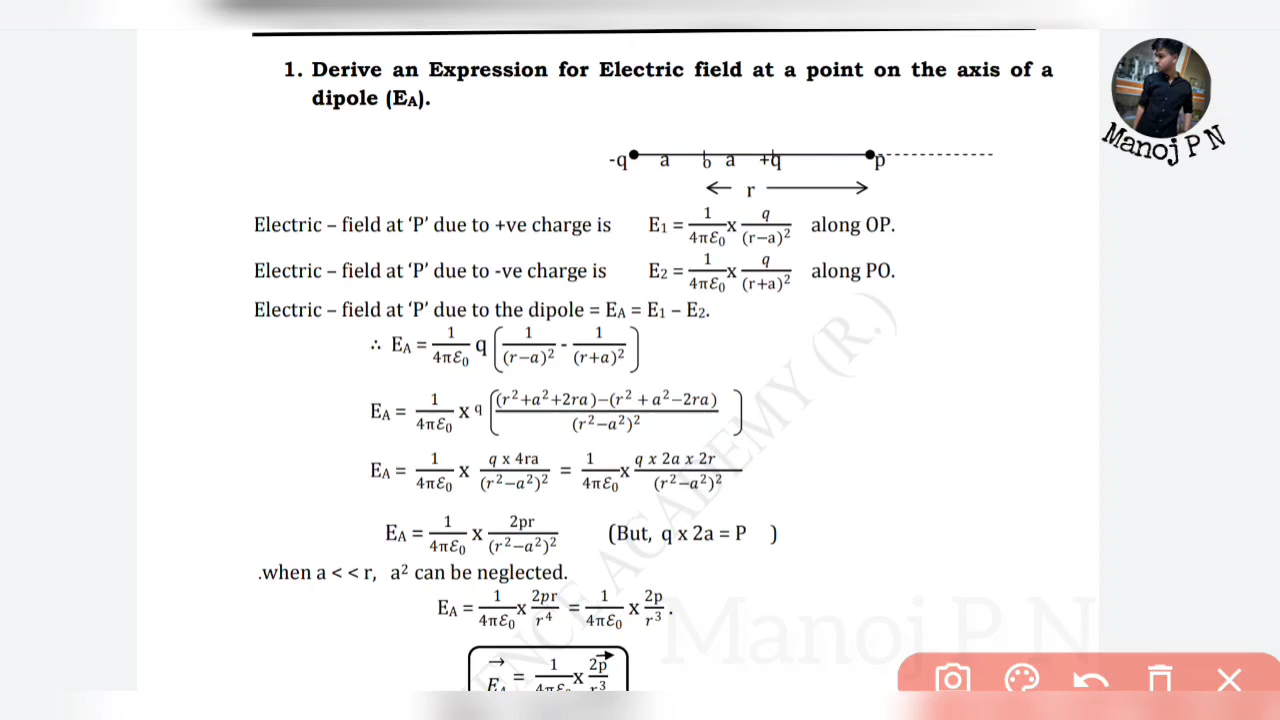 1. Derive an Expression for Electric field at a point on the axis of a
dipole (EA).
Manoj P N
-q a b a +q p
r
Electric – field at ‘P’ due to +ve charge is E1 = 1/4πε0 x q/(r−a)² along OP.
Electric – field at ‘P’ due to -ve charge is E2 = 1/4πε0 x q/(r+a)² along PO.
Electric – field at ‘P’ due to the dipole = EA = E1 – E2.
∴ EA = 1/4πε0 q (1/(r−a)² - 1/(r+a)²)
EA = 1/4πε0 x q ((r²+a²+2ra)−(r²+a²−2ra)/(r²−a²)²)
EA = 1/4πε0 x q x 4ra/(r²−a²)² = 1/4πε0 x q x 2a x 2r/(r²−a²)²
EA = 1/4πε0 x 2pr/(r²−a²)² (But, q x 2a = P )
.when a < < r, a² can be neglected.
EA = 1/4πε0 x 2pr/r⁴ = 1/4πε0 x 2p/r³ .
ENCE ACADEMY (R.)
Manoj P N